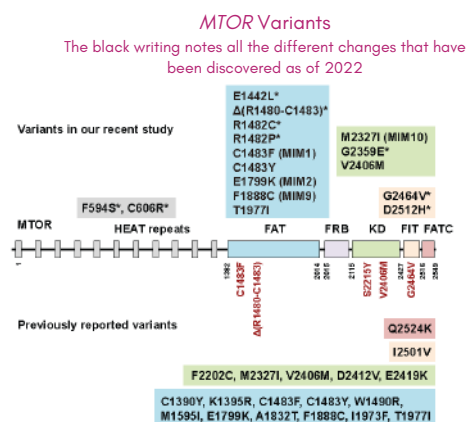 MTOR Variants
The black writing notes all the different changes that have
been discovered as of 2022
Variants in our recent study
E1442L*
Δ(R1480-C1483)*
R1482C*
R1482P*
C1483F (MIM1)
C1483Y
E1799K (MIM2)
F1888C (MIM9)
T1977I
M2327I (MIM10)
G2359E*
V2406M
F594S*, C606R*
G2464V*
D2512H*
MTOR
HEAT repeats
FAT
FRB
KD
FIT
FATC
1
1382
2014
2015
2115
2427
2516
2549
C1483F
Δ(R1480-C1483)
S2215Y
V2406M
G2464V
Previously reported variants
Q2524K
I2501V
F2202C, M2327I, V2406M, D2412V, E2419K
C1390Y, K1395R, C1483F, C1483Y, W1490R,
M1595I, E1799K, A1832T, F1888C, I1973F, T1977I